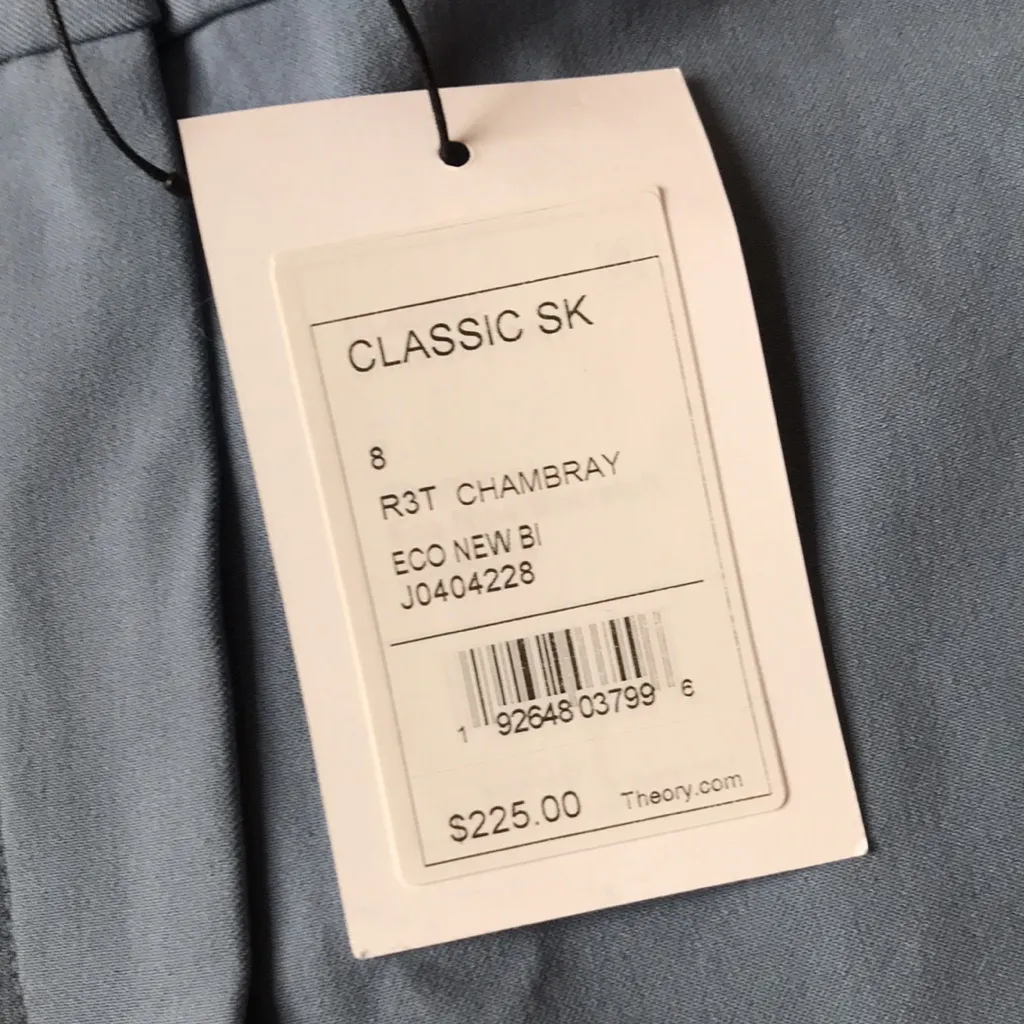 CLASSIC SK
8
R3T CHAMBRAY
ECO NEW BI
J0404228
1 92648 03799 6
$225.00 Theory.com